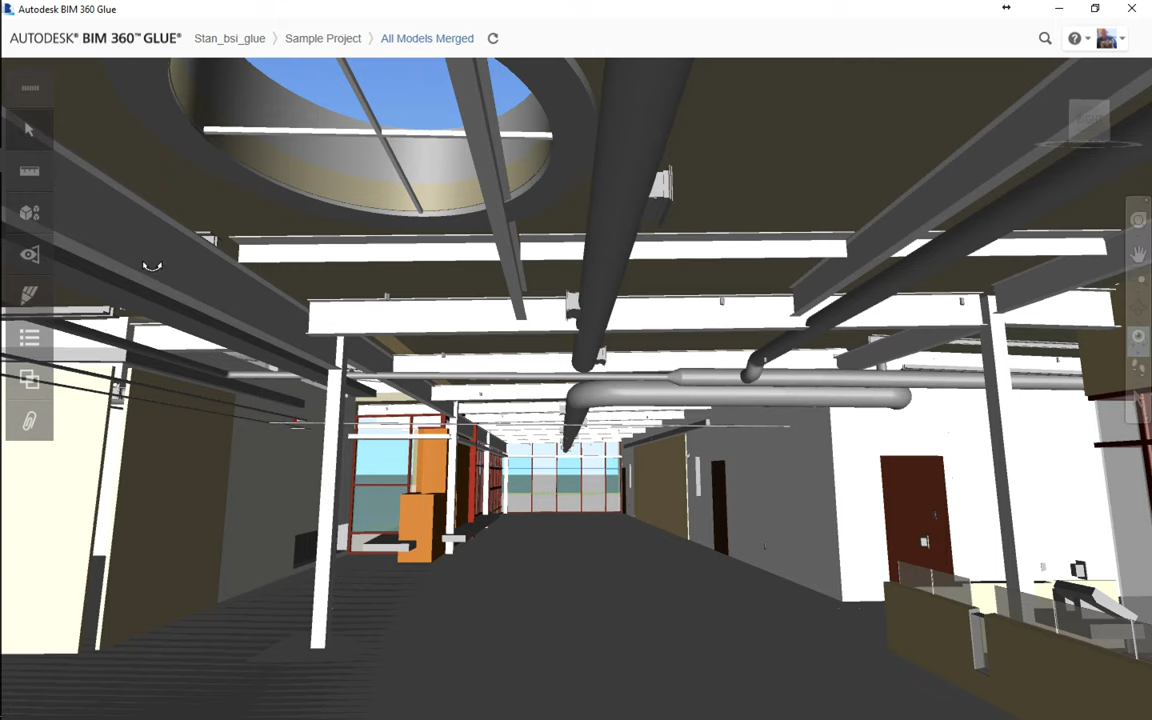 Autodesk BIM 360 Glue
AUTODESK® BIM 360™ GLUE® Stan_bsi_glue > Sample Project > All Models Merged